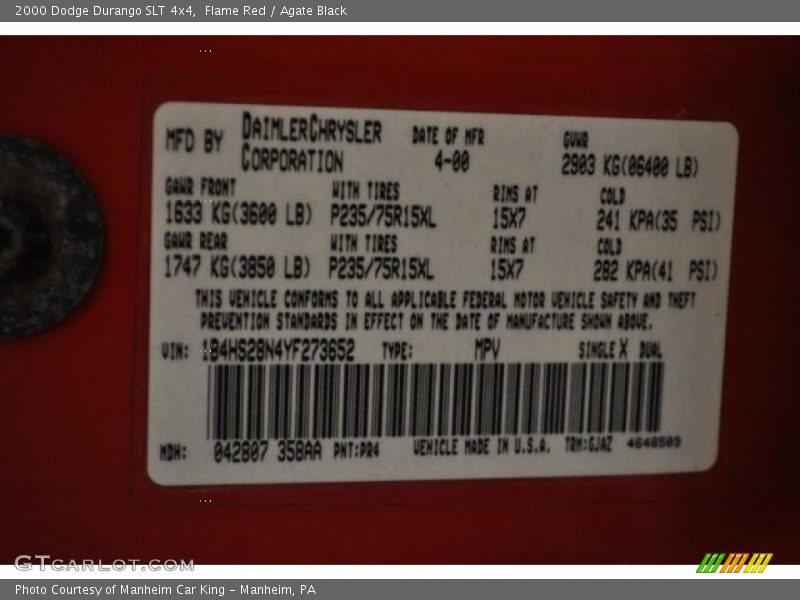 2000 Dodge Durango SLT 4x4,  Flame Red / Agate Black
MFD BY DAIMLERCHRYSLER CORPORATION DATE OF MFR 4-00 GVWR 2903 KG(06400 LB)
GAWR FRONT WITH TIRES RIMS AT COLD
1633 KG(3600 LB) P235/75R15XL 15X7 241 KPA(35 PSI)
GAWR REAR WITH TIRES RIMS AT COLD
1747 KG(3850 LB) P235/75R15XL 15X7 282 KPA(41 PSI)
THIS VEHICLE CONFORMS TO ALL APPLICABLE FEDERAL MOTOR VEHICLE SAFETY AND THEFT
PREVENTION STANDARDS IN EFFECT ON THE DATE OF MANUFACTURE SHOWN ABOVE.
VIN: 1B4HS28N4YF273652 TYPE: MPV SINGLE X DUAL
MDH: 042807 358AA PNT:PR4 VEHICLE MADE IN U.S.A. TRM:GJAZ 4648509
GTCARLOT.COM
Photo Courtesy of Manheim Car King - Manheim, PA